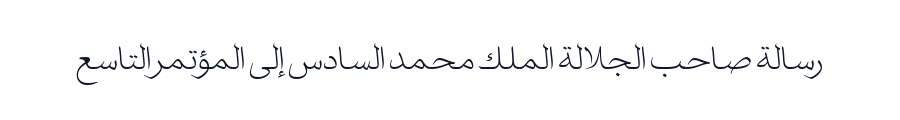 رسالة صاحب الجلالة الملك محمد السادس إلى المؤتمر التاسع